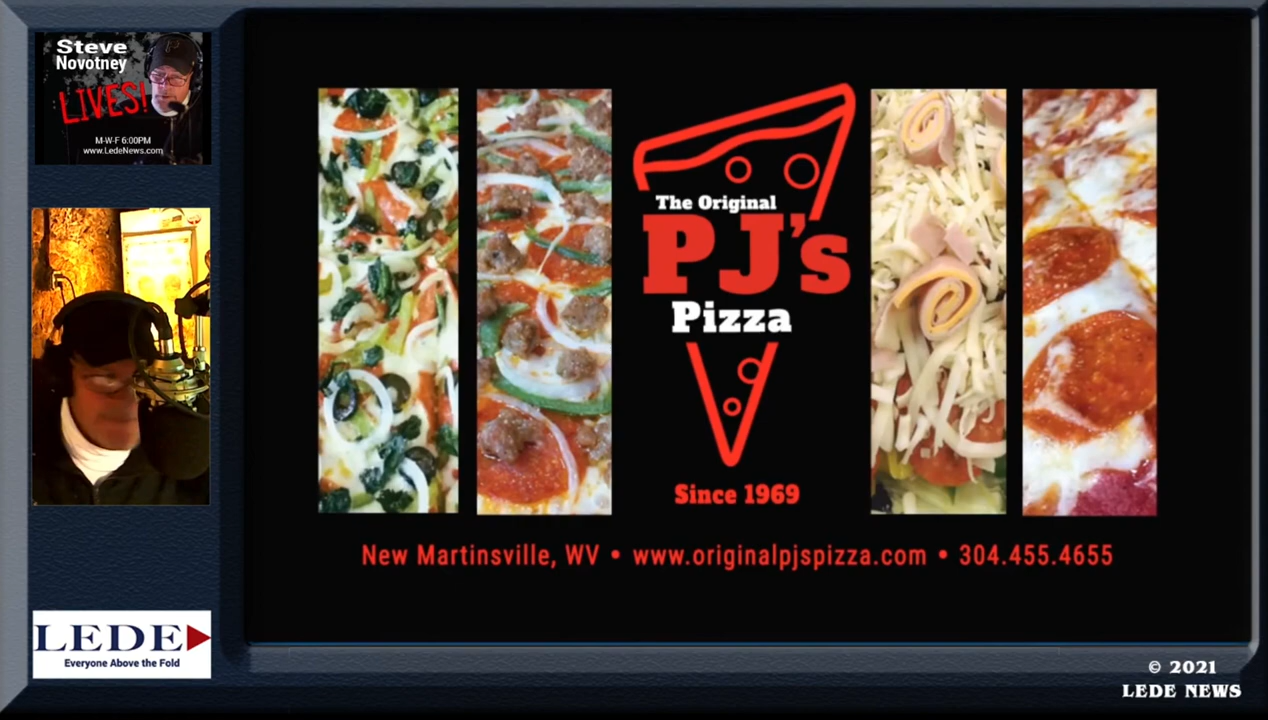 Steve
Novotney
LIVES!
M-W-F 6:00PM
www.LedeNews.com
The Original
PJ's
Pizza
Since 1969
New Martinsville, WV • www.originalpjspizza.com • 304.455.4655
LEDE
Everyone Above the Fold
© 2021
LEDE NEWS